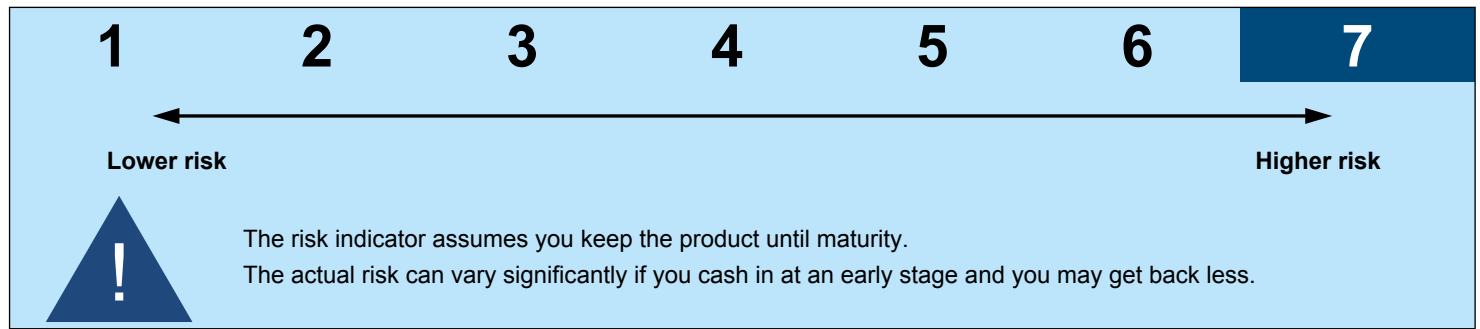 1 2 3 4 5 6 7
Lower risk Higher risk
!
The risk indicator assumes you keep the product until maturity.
The actual risk can vary significantly if you cash in at an early stage and you may get back less.